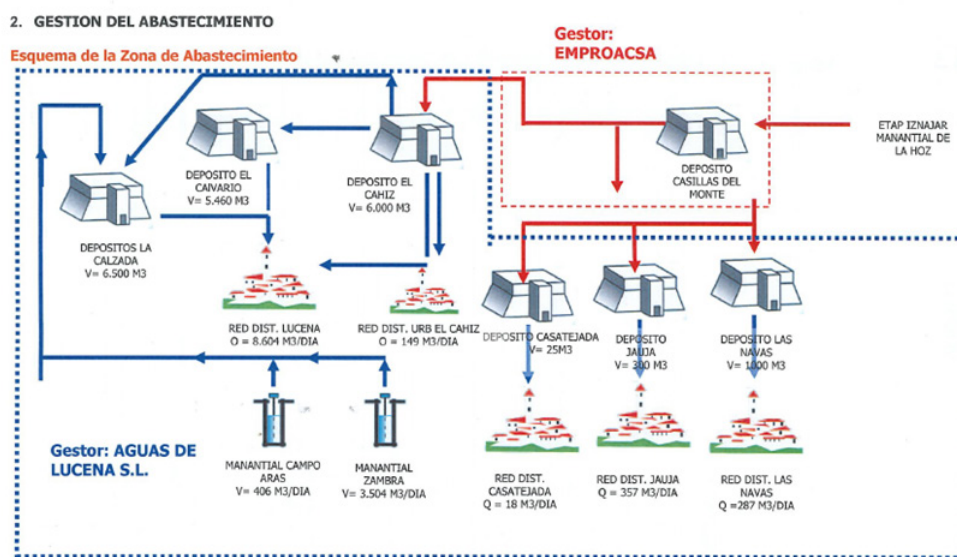 2. GESTION DEL ABASTECIMIENTO
Esquema de la Zona de Abastecimiento
Gestor:
EMPROACSA
ETAP IZNAJAR
MANANTIAL DE
LA HOZ
DEPOSITO
CASILLAS DEL
MONTE
DEPOSITO EL
CAIVARIO
V= 5.460 M3
DEPOSITO EL
CAHIZ
V= 6.000 M3
DEPOSITOS LA
CALZADA
V= 6.500 M3
RED DIST. LUCENA
Q = 8.604 M3/DIA
RED DIST. URB EL CAHIZ
Q = 149 M3/DIA
DEPOSITO CASATEJADA
V= 25M3
DEPOSITO
JAUJA
V= 300 M3
DEPOSITO LAS
NAVAS
V= 1000 M3
Gestor: AGUAS DE
LUCENA S.L.
MANANTIAL CAMPO
ARAS
V= 406 M3/DIA
MANANTIAL
ZAMBRA
V= 3.504 M3/DIA
RED DIST.
CASATEJADA
Q = 18 M3/DIA
RED DIST. JAUJA
Q = 357 M3/DIA
RED DIST. LAS
NAVAS
Q =287 M3/DIA